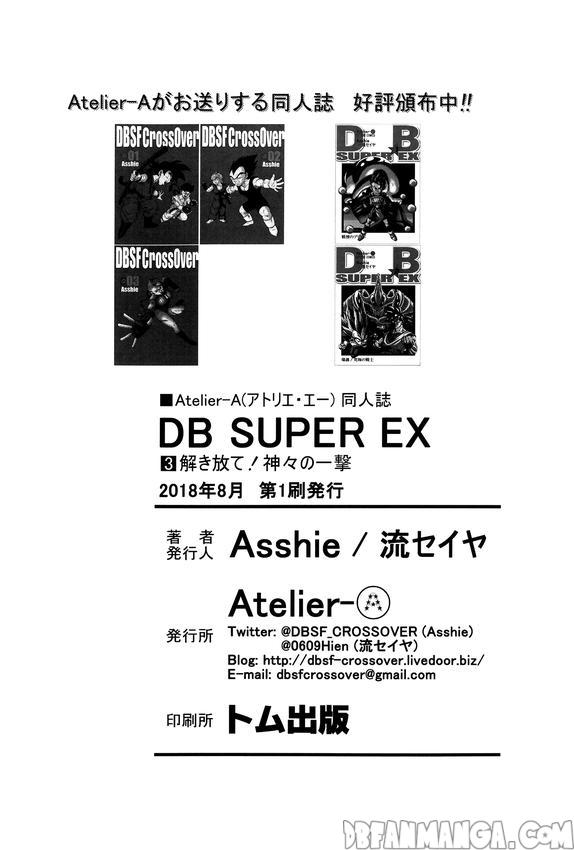 Atelier-Aがお送りする同人誌　好評頒布中!!
DBSFCrossOver
01
Asshie
DBSFCrossOver
02
Asshie
DBSFCrossOver
03
Asshie
DB
SUPER EX
DB
SUPER EX
■Atelier-A(アトリエ・エー) 同人誌
DB SUPER EX
3 解き放て！神々の一撃
2018年8月　第1刷発行
著　者
発行人
Asshie / 流セイヤ
Atelier-A
発行所
Twitter: @DBSF_CROSSOVER (Asshie)
@0609Hien (流セイヤ)
Blog: http://dbsf-crossover.livedoor.biz/
E-mail: dbsfcrossover@gmail.com
印刷所
トム出版
DBFANMANGA.COM